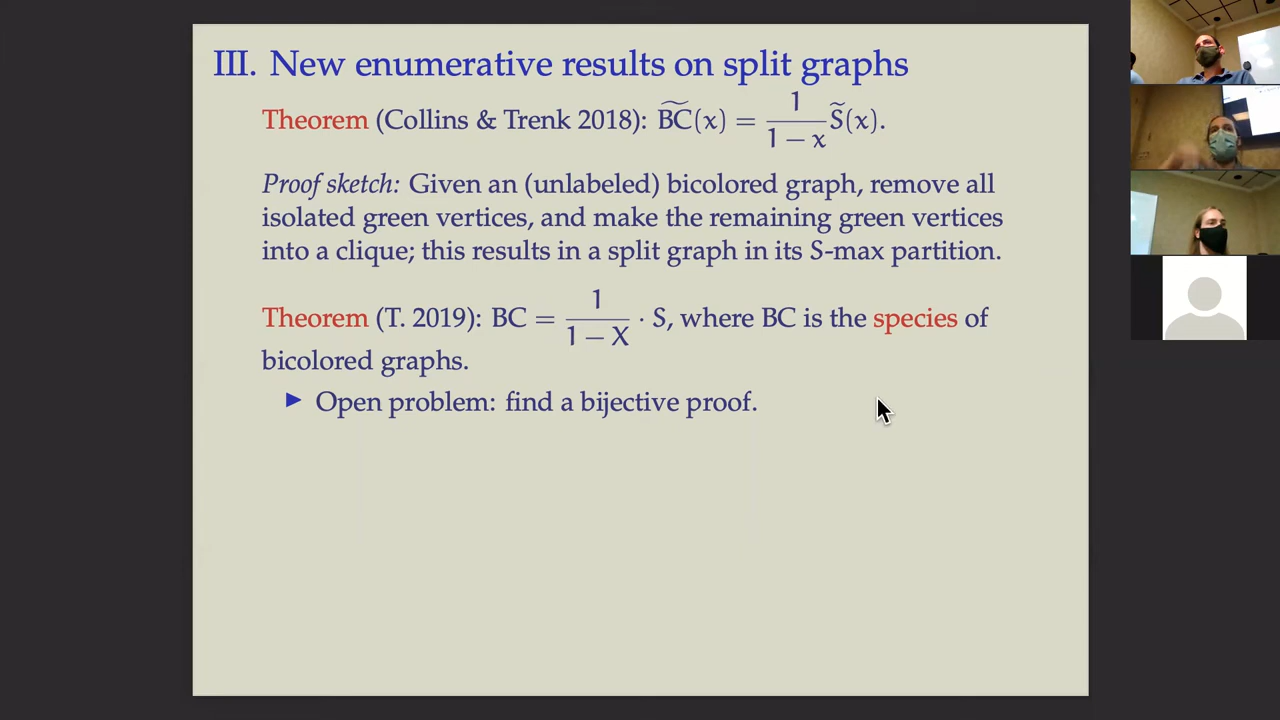 III. New enumerative results on split graphs
Theorem (Collins & Trenk 2018): B͠C(x) = 1/(1 − x) S̃(x).
Proof sketch: Given an (unlabeled) bicolored graph, remove all
isolated green vertices, and make the remaining green vertices
into a clique; this results in a split graph in its S-max partition.
Theorem (T. 2019): BC = 1/(1 − X) · S, where BC is the species of
bicolored graphs.
▶ Open problem: find a bijective proof.